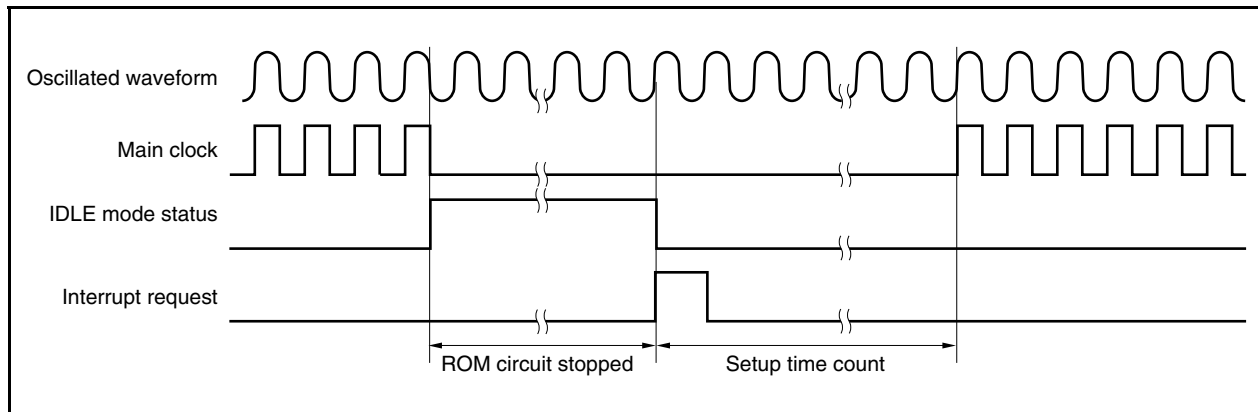 Oscillated waveform
Main clock
IDLE mode status
Interrupt request
ROM circuit stopped
Setup time count